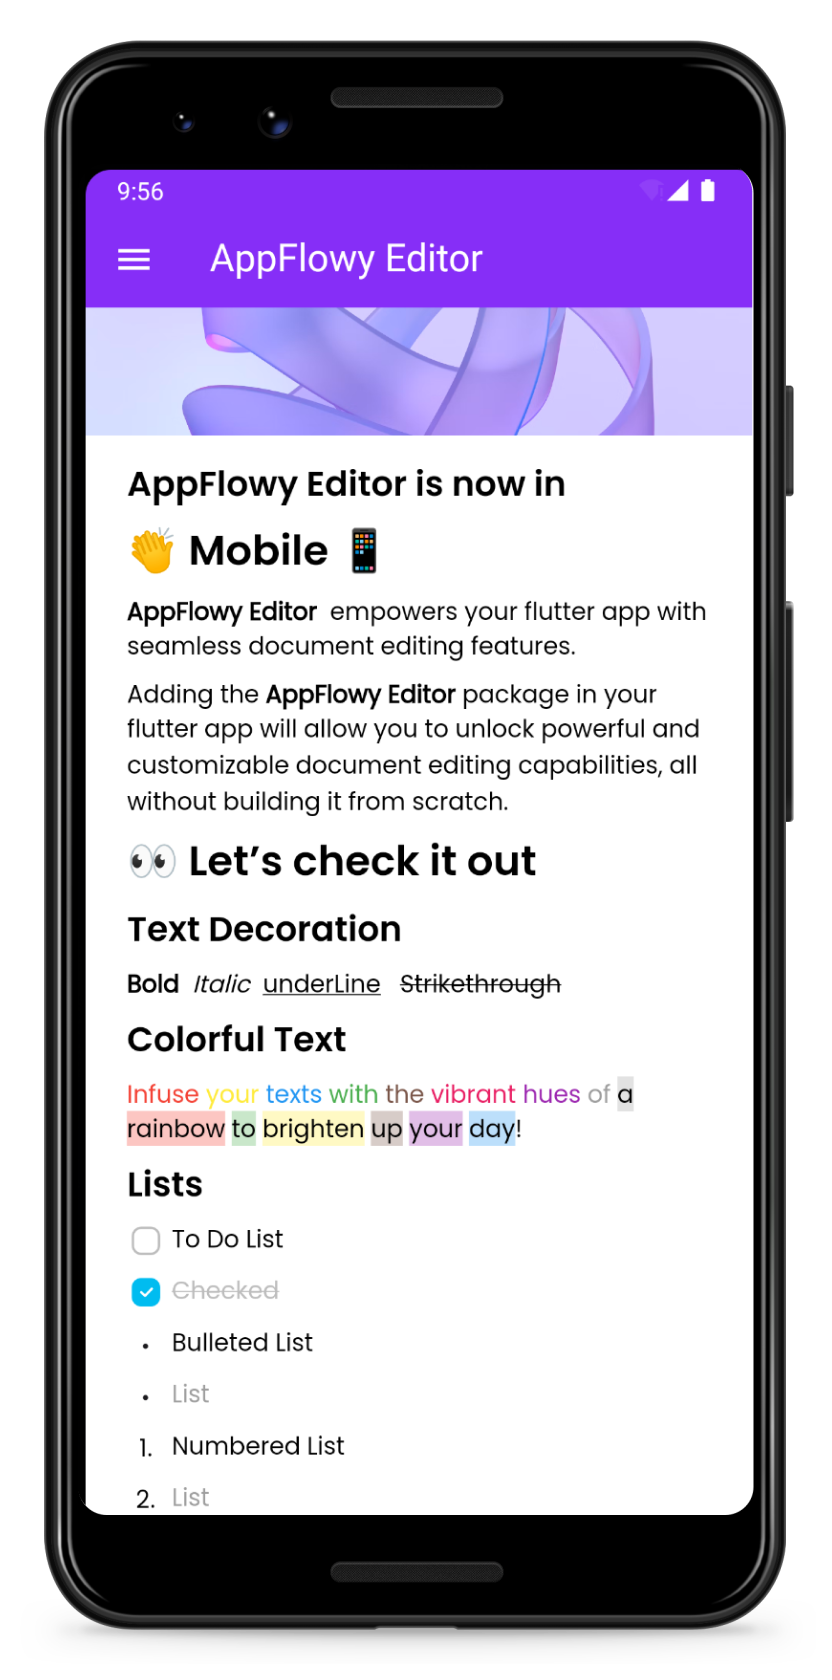 9:56
AppFlowy Editor
AppFlowy Editor is now in
👏 Mobile 📱
AppFlowy Editor empowers your flutter app with
seamless document editing features.
Adding the AppFlowy Editor package in your
flutter app will allow you to unlock powerful and
customizable document editing capabilities, all
without building it from scratch.
👀 Let’s check it out
Text Decoration
Bold Italic underLine Strikethrough
Colorful Text
Infuse your texts with the vibrant hues of a
rainbow to brighten up your day!
Lists
To Do List
Checked
• Bulleted List
• List
1. Numbered List
2. List